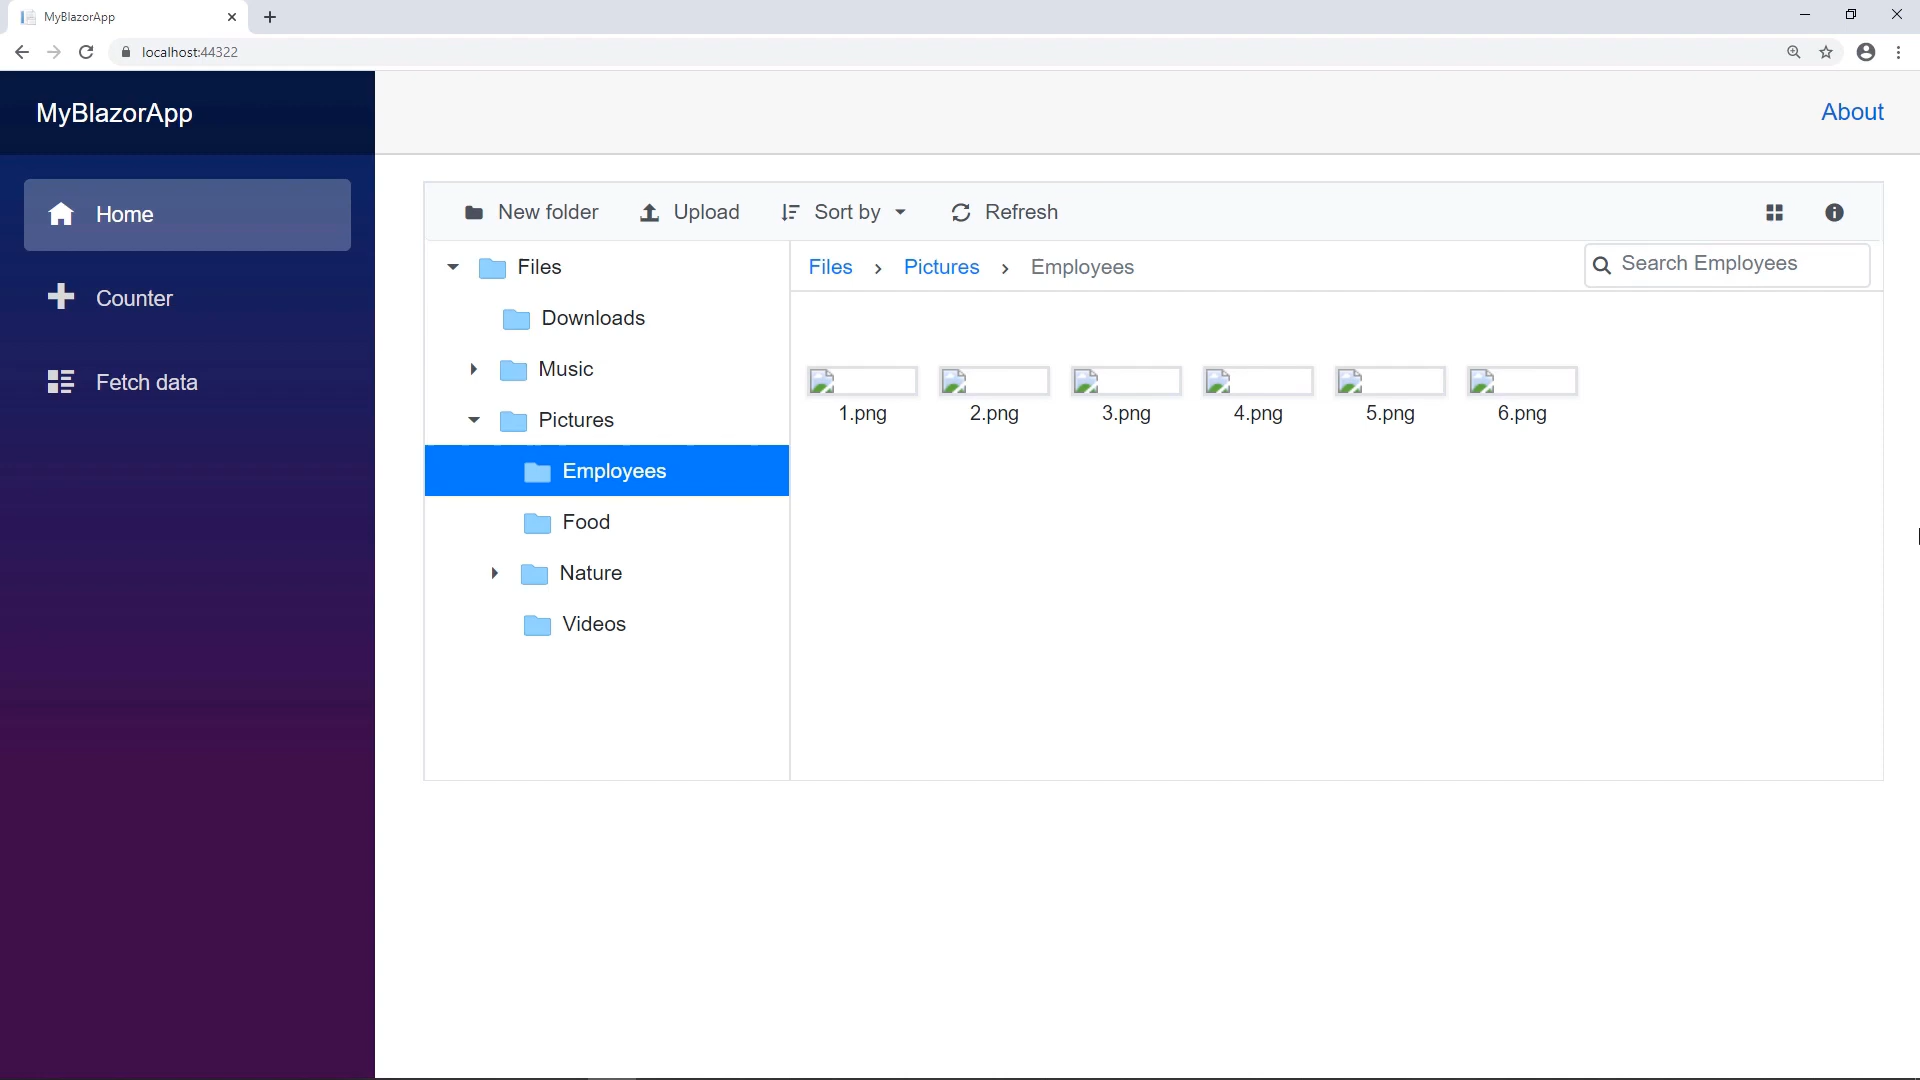 MyBlazorApp
localhost:44322
MyBlazorApp
About
Home
Counter
Fetch data
New folder Upload Sort by Refresh
Files
Downloads
Music
Pictures
Employees
Food
Nature
Videos
Files > Pictures > Employees
Search Employees
1.png 2.png 3.png 4.png 5.png 6.png